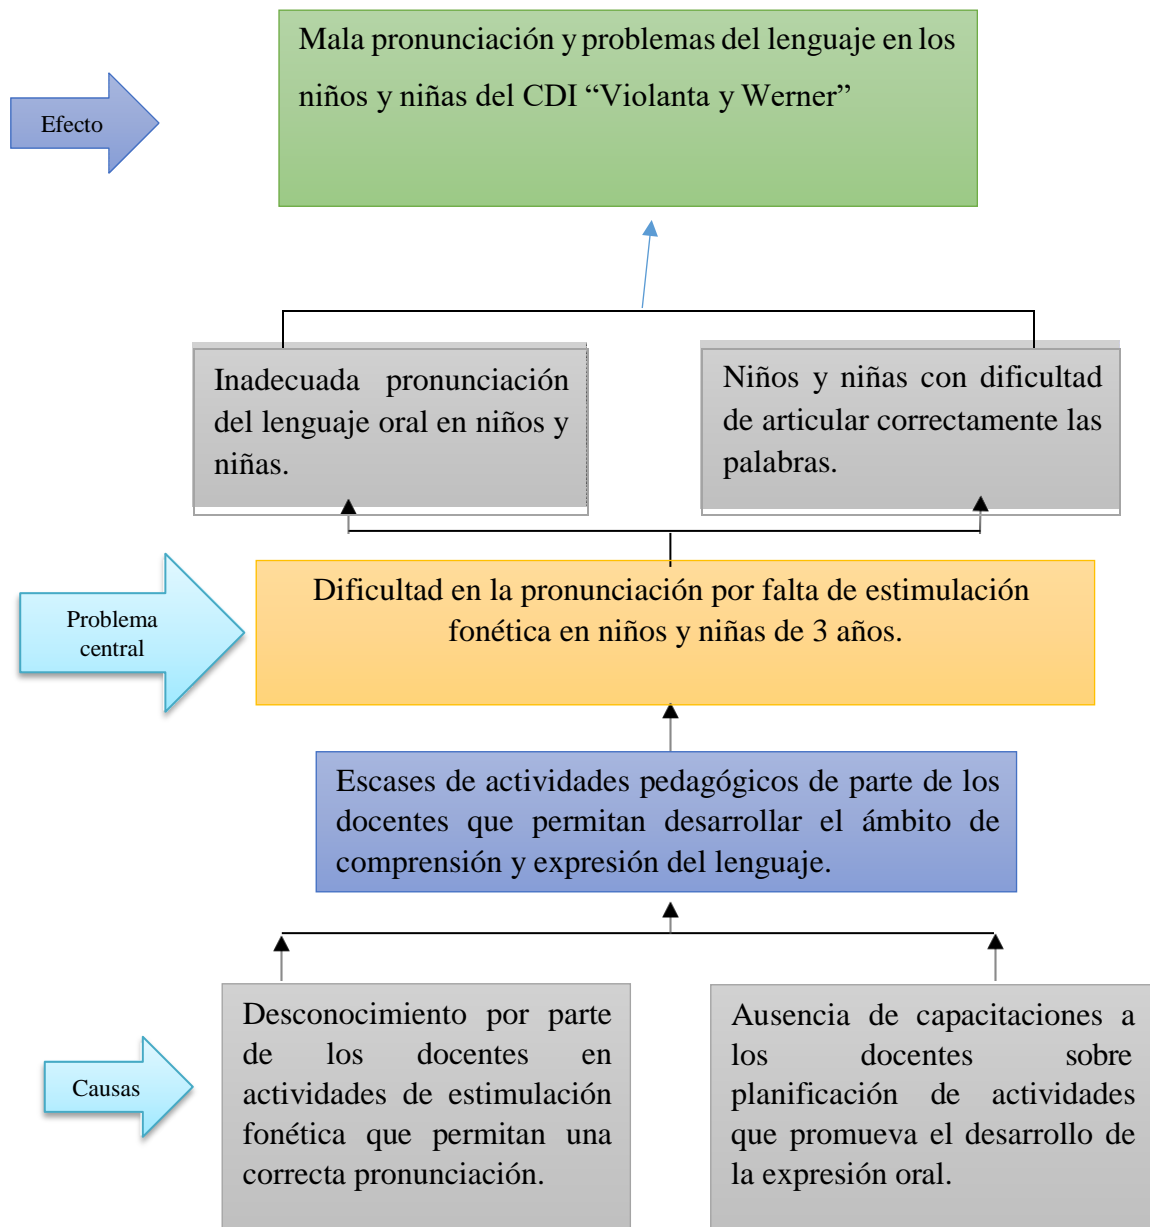 Mala pronunciación y problemas del lenguaje en los
niños y niñas del CDI “Violanta y Werner”
Efecto
Inadecuada pronunciación
del lenguaje oral en niños y
niñas.
Niños y niñas con dificultad
de articular correctamente las
palabras.
Problema
central
Dificultad en la pronunciación por falta de estimulación
fonética en niños y niñas de 3 años.
Escases de actividades pedagógicos de parte de los
docentes que permitan desarrollar el ámbito de
comprensión y expresión del lenguaje.
Causas
Desconocimiento por parte
de los docentes en
actividades de estimulación
fonética que permitan una
correcta pronunciación.
Ausencia de capacitaciones a
los docentes sobre
planificación de actividades
que promueva el desarrollo de
la expresión oral.